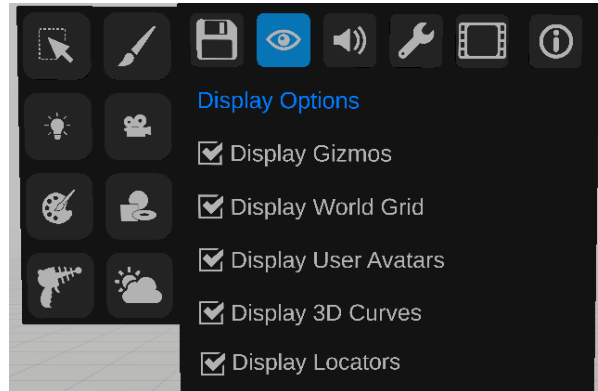 Display Options
Display Gizmos
Display World Grid
Display User Avatars
Display 3D Curves
Display Locators